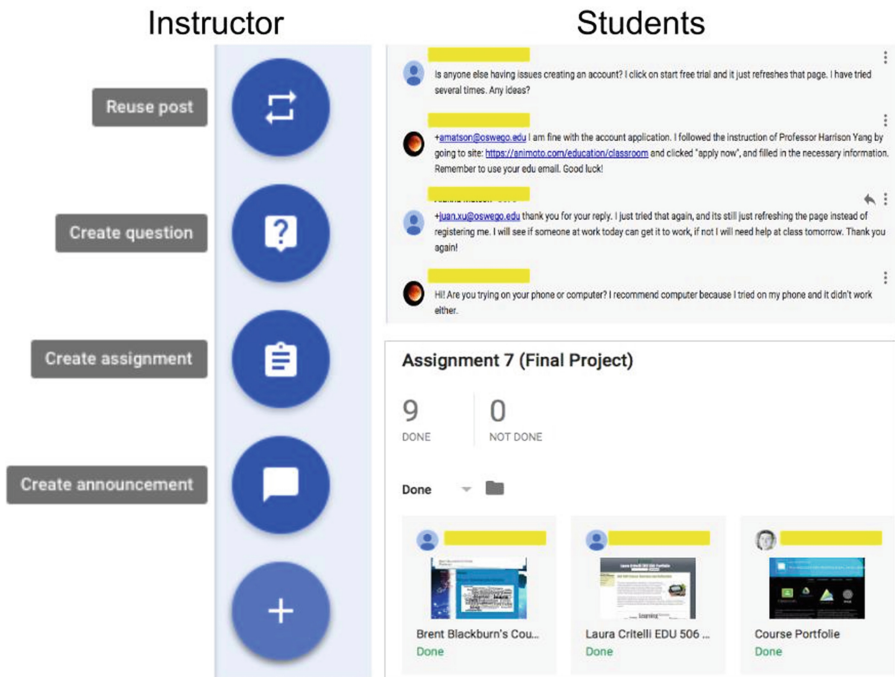 Instructor
Students
Reuse post
Create question
Create assignment
Create announcement
Is anyone else having issues creating an account? I click on start free trial and it just refreshes that page. I have tried
several times. Any ideas?
+amatson@oswego.edu I am fine with the account application. I followed the instruction of Professor Harrison Yang by
going to site: https://animoto.com/education/classroom and clicked "apply now", and filled in the necessary information.
Remember to use your edu email. Good luck!
+juan.xu@oswego.edu thank you for your reply. I just tried that again, and its still just refreshing the page instead of
registering me. I will see if someone at work today can get it to work, if not I will need help at class tomorrow. Thank you
again!
Hi! Are you trying on your phone or computer? I recommend computer because I tried on my phone and it didn't work
either.
Assignment 7 (Final Project)
9
0
DONE
NOT DONE
Done
Laura Critelli EDU 506 Portfolio
Brent Blackburn's Cou...
Laura Critelli EDU 506 ...
Course Portfolie
Done
Done
Done